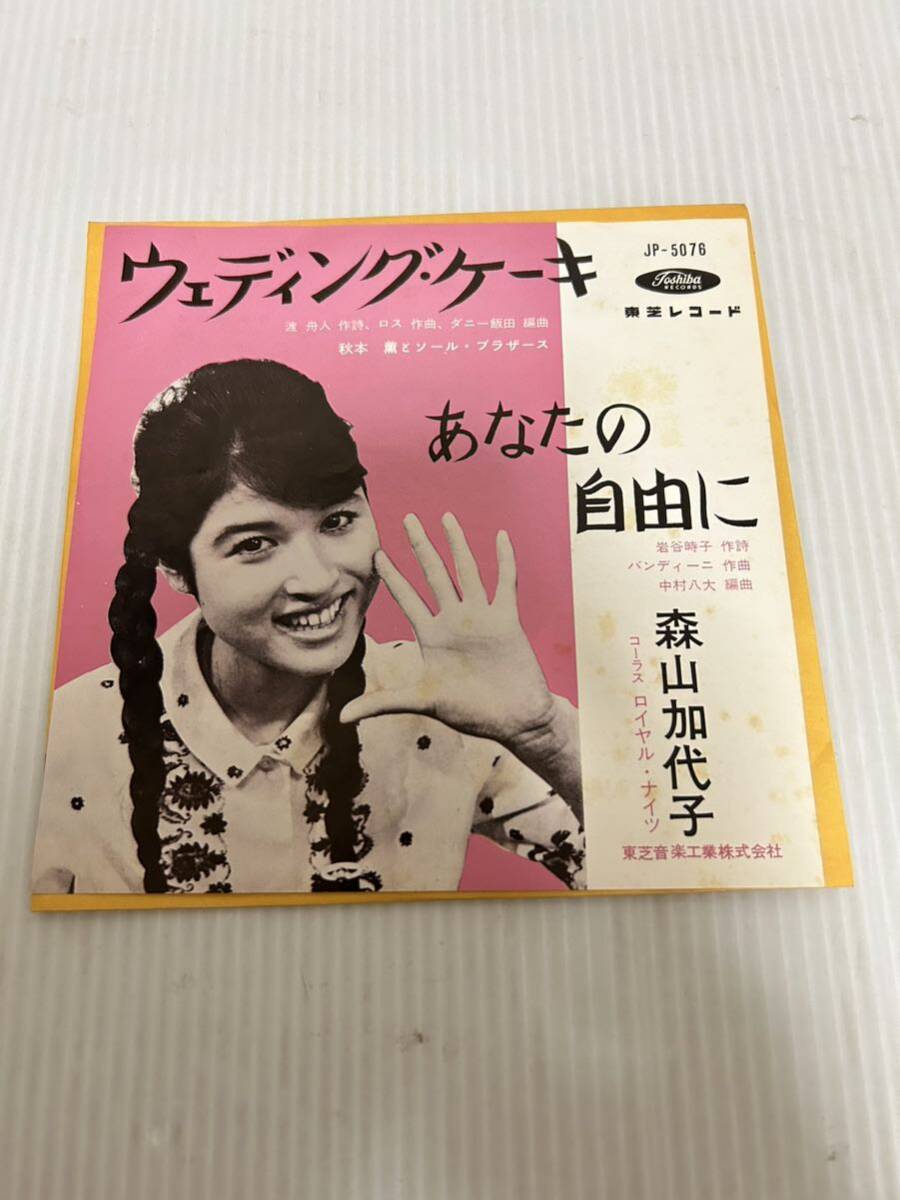 ウェディング・ケーキ
渡 舟人 作詩、ロス 作曲、ダニー飯田 編曲
秋本 薫とソール・ブラザース
JP-5076
Toshiba
RECORDS
東芝レコード
あなたの
自由に
岩谷時子 作詩
バンディーニ 作曲
中村八大 編曲
森山加代子
コーラス ロイヤル・ナイツ
東芝音楽工業株式会社